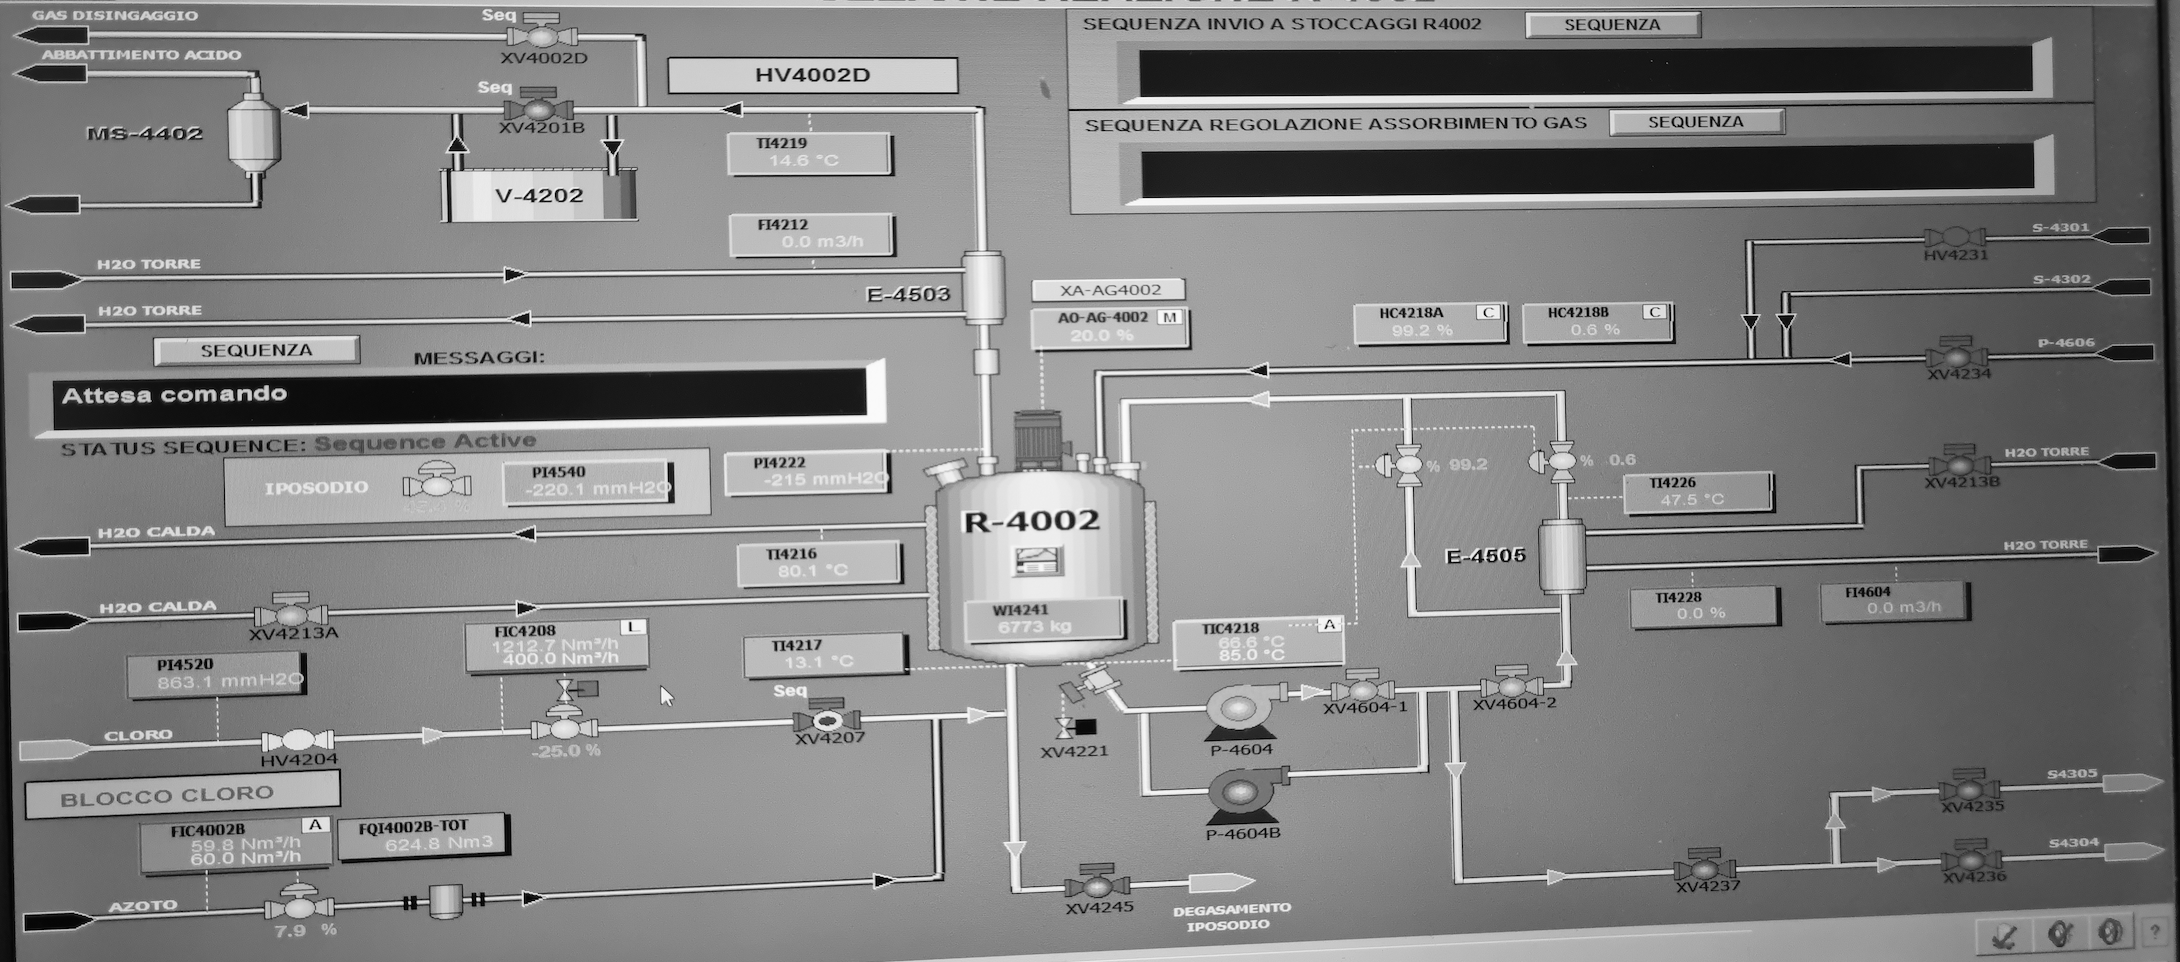 GAS DISINGAGGIO
Seq
XV4002D
ABBATTIMENTO ACIDO
HV4002D
SEQUENZA INVIO A STOCCAGGI R4002
SEQUENZA
Seq
XV4201B
MS-4402
TI4219
14.6 °C
SEQUENZA REGOLAZIONE ASSORBIMENTO GAS
SEQUENZA
V-4202
FI4212
0.0 m3/h
S-4301
HV4231
H2O TORRE
E-4503
S-4302
H2O TORRE
XA-AG4002
AO-AG-4002 M
20.0 %
HC4218A C
99.2 %
HC4218B C
0.6 %
P-4606
XV4234
SEQUENZA
MESSAGGI:
Attesa comando
STATUS SEQUENCE: Sequence Active
IPOSODIO
PI4540
-220.1 mmH2O
PI4222
-215 mmH2O
% 99.2
% 0.6
TI4226
47.5 °C
H2O TORRE
XV4213B
R-4002
H2O CALDA
TI4216
80.1 °C
E-4505
H2O TORRE
H2O CALDA
XV4213A
WI4241
6773 kg
TI4228
0.0 %
FI4604
0.0 m3/h
FIC4208 L
1212.7 Nm³/h
400.0 Nm³/h
TI4217
13.1 °C
TIC4218 A
66.6 °C
85.0 °C
PI4520
863.1 mmH2O
Seq
XV4207
XV4604-1
XV4604-2
CLORO
HV4204
-25.0 %
XV4221
P-4604
BLOCCO CLORO
P-4604B
S4305
XV4235
FIC4002B A
59.8 Nm³/h
60.0 Nm³/h
FQI4002B-TOT
624.8 Nm3
S4304
XV4237
XV4236
AZOTO
7.9 %
XV4245
DEGASAMENTO
IPOSODIO
?